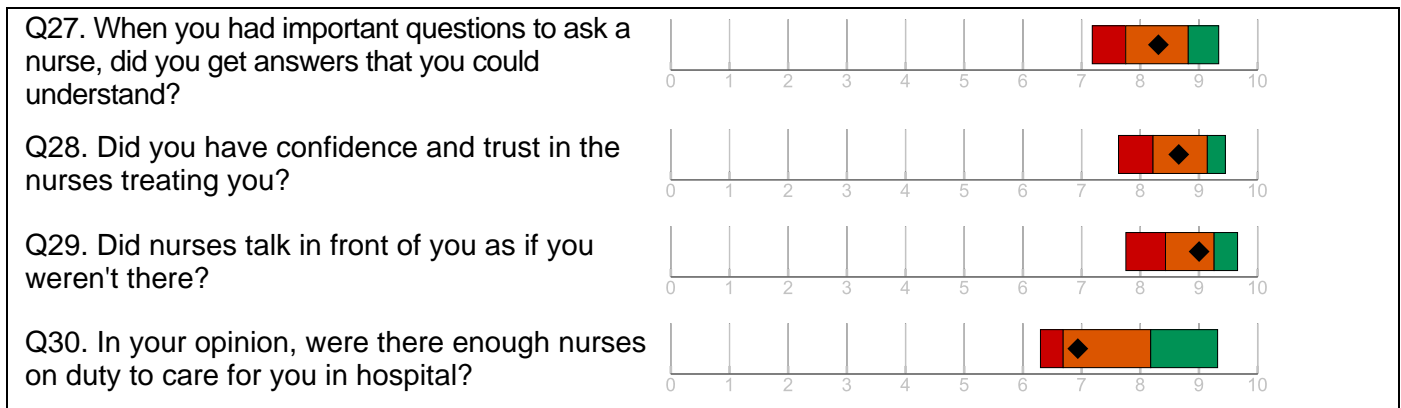 Q27. When you had important questions to ask a
nurse, did you get answers that you could
understand?
0 1 2 3 4 5 6 7 8 9 10
Q28. Did you have confidence and trust in the
nurses treating you?
0 1 2 3 4 5 6 7 8 9 10
Q29. Did nurses talk in front of you as if you
weren't there?
0 1 2 3 4 5 6 7 8 9 10
Q30. In your opinion, were there enough nurses
on duty to care for you in hospital?
0 1 2 3 4 5 6 7 8 9 10